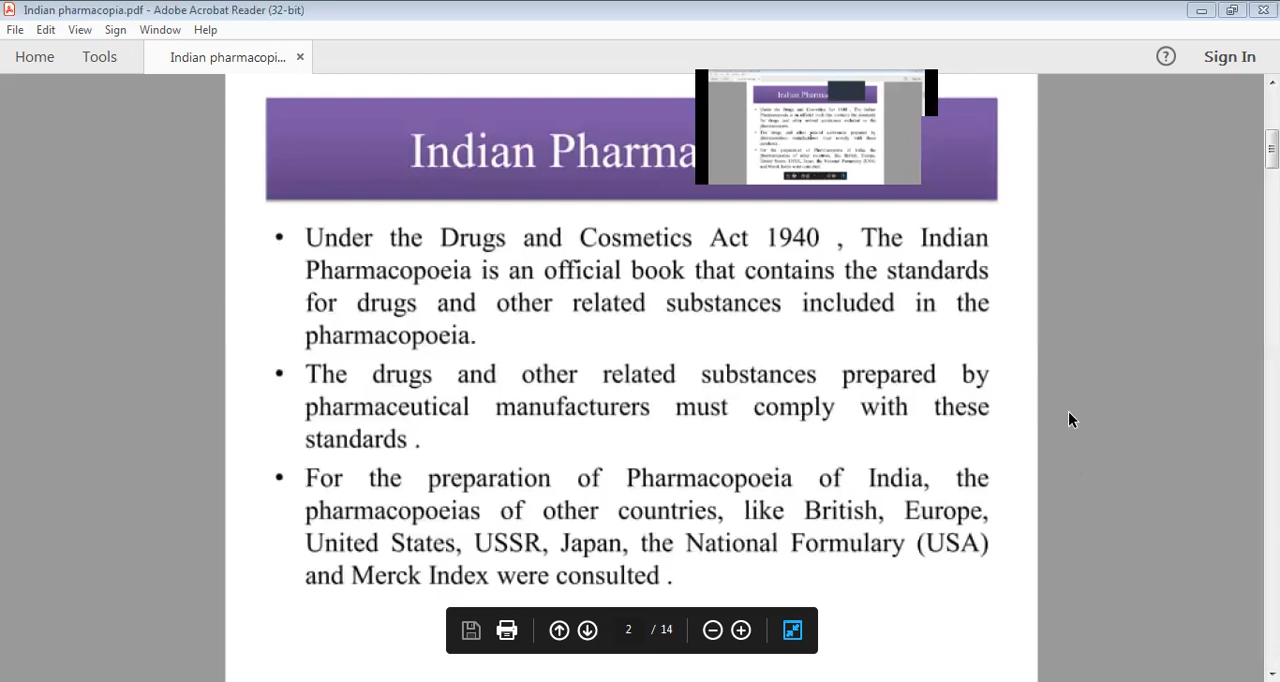 Indian pharmacopia.pdf - Adobe Acrobat Reader (32-bit)
File Edit View Sign Window Help
Home Tools Indian pharmacopi... × ? Sign In
Indian Pharma
• Under the Drugs and Cosmetics Act 1940 , The Indian
Pharmacopoeia is an official book that contains the standards
for drugs and other related substances included in the
pharmacopoeia.
• The drugs and other related substances prepared by
pharmaceutical manufacturers must comply with these
standards .
• For the preparation of Pharmacopoeia of India, the
pharmacopoeias of other countries, like British, Europe,
United States, USSR, Japan, the National Formulary (USA)
and Merck Index were consulted .
2 / 14